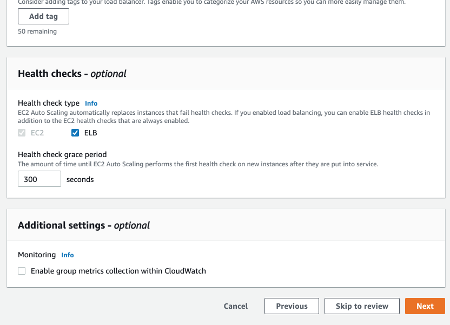 Consider adding tags to your load balancer. Tags enable you to categorize your AWS resources so you can more easily manage them.
Add tag
50 remaining
Health checks - optional
Health check type Info
EC2 Auto Scaling automatically replaces instances that fail health checks. If you enabled load balancing, you can enable ELB health checks in
addition to the EC2 health checks that are always enabled.
EC2 ELB
Health check grace period
The amount of time until EC2 Auto Scaling performs the first health check on new instances after they are put into service.
300 seconds
Additional settings - optional
Monitoring Info
Enable group metrics collection within CloudWatch
Cancel Previous Skip to review Next